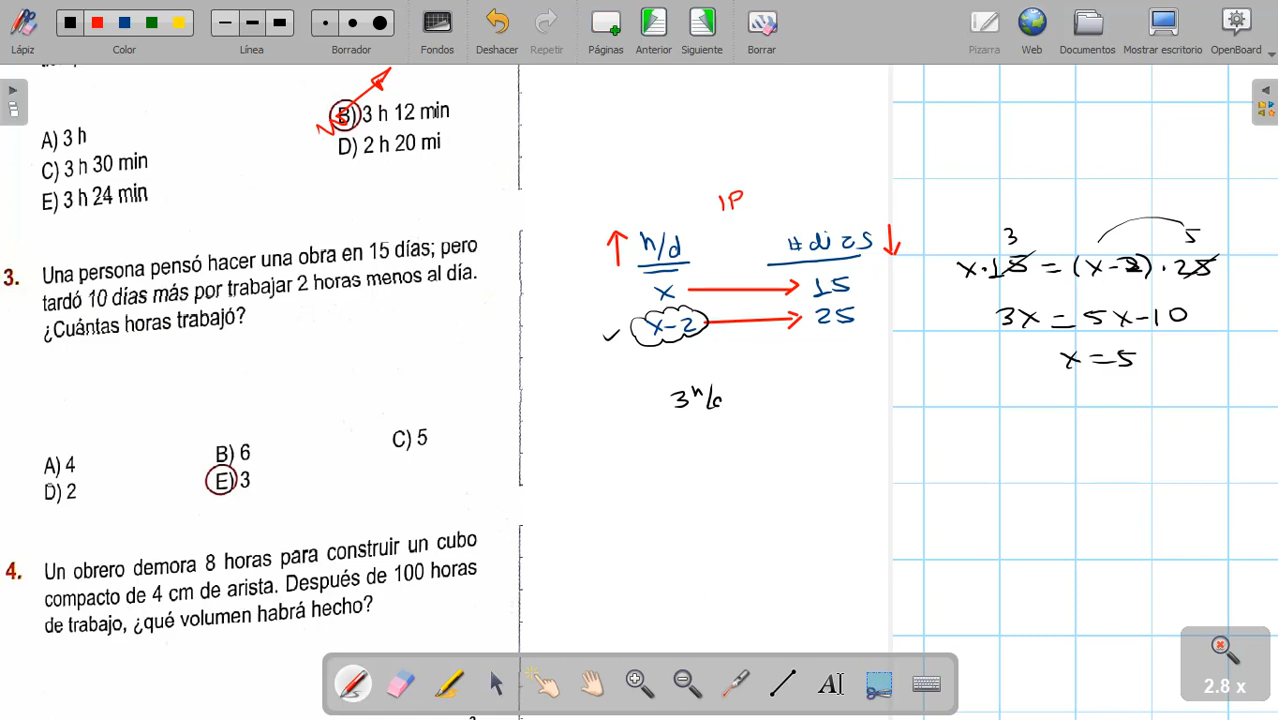 Lápiz
Color
Línea
Borrador
Fondos
Deshacer
Repetir
Páginas
Anterior
Siguiente
Borrar
Pizarra
Web
Documentos
Mostrar escritorio
OpenBoard
A) 3 h
B) 3 h 12 min
C) 3 h 30 min
D) 2 h 20 mi
E) 3 h 24 min
3. Una persona pensó hacer una obra en 15 días; pero
tardó 10 días más por trabajar 2 horas menos al día.
¿Cuántas horas trabajó?
A) 4
B) 6
C) 5
D) 2
E) 3
4. Un obrero demora 8 horas para construir un cubo
compacto de 4 cm de arista. Después de 100 horas
de trabajo, ¿qué volumen habrá hecho?
IP
h/d # dias
x 15
x-2 25
3 h/
3 5
x·15 = (x-2)·25
3x = 5x-10
x = 5
2.8 x